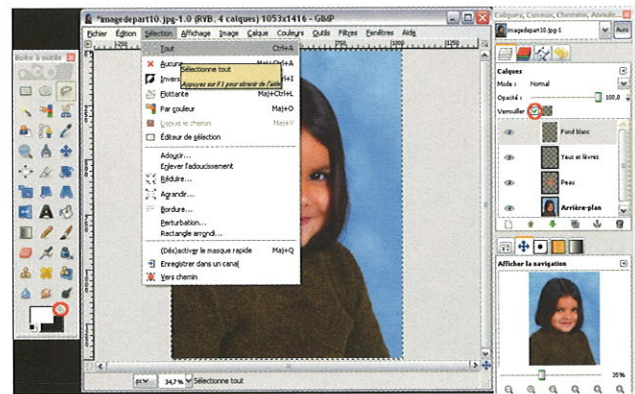 *imagedepart10.jpg-1.0 (RVB, 4 calques) 1053x1416 - GIMP
Fichier Édition Sélection Affichage Image Calque Couleurs Outils Filtres Fenêtres Aide
Boîte à outils
Tout Ctrl+A
Aucune Maj+Ctrl+A
Sélectionne tout
Appuyez sur F1 pour obtenir de l'aide
Flottante Maj+Ctrl+L
Par couleur Maj+O
Depuis le chemin Maj+V
Éditeur de sélection
Adoucir...
Enlever l'adoucissement
Réduire...
Agrandir...
Bordure...
Perturbation...
Rectangle arrondi...
(Dés)activer le masque rapide Maj+Q
Enregistrer dans un canal
Vers chemin
px 34,7% Sélectionne tout
Calques, Canaux, Chemins, Annule...
imagedepart10.jpg-1 Auto
Calques
Mode : Normal
Opacité : 100,0
Verrouiller :
Fond blanc
Yeux et lèvres
Peau
Arrière-plan
Afficher la navigation
35%